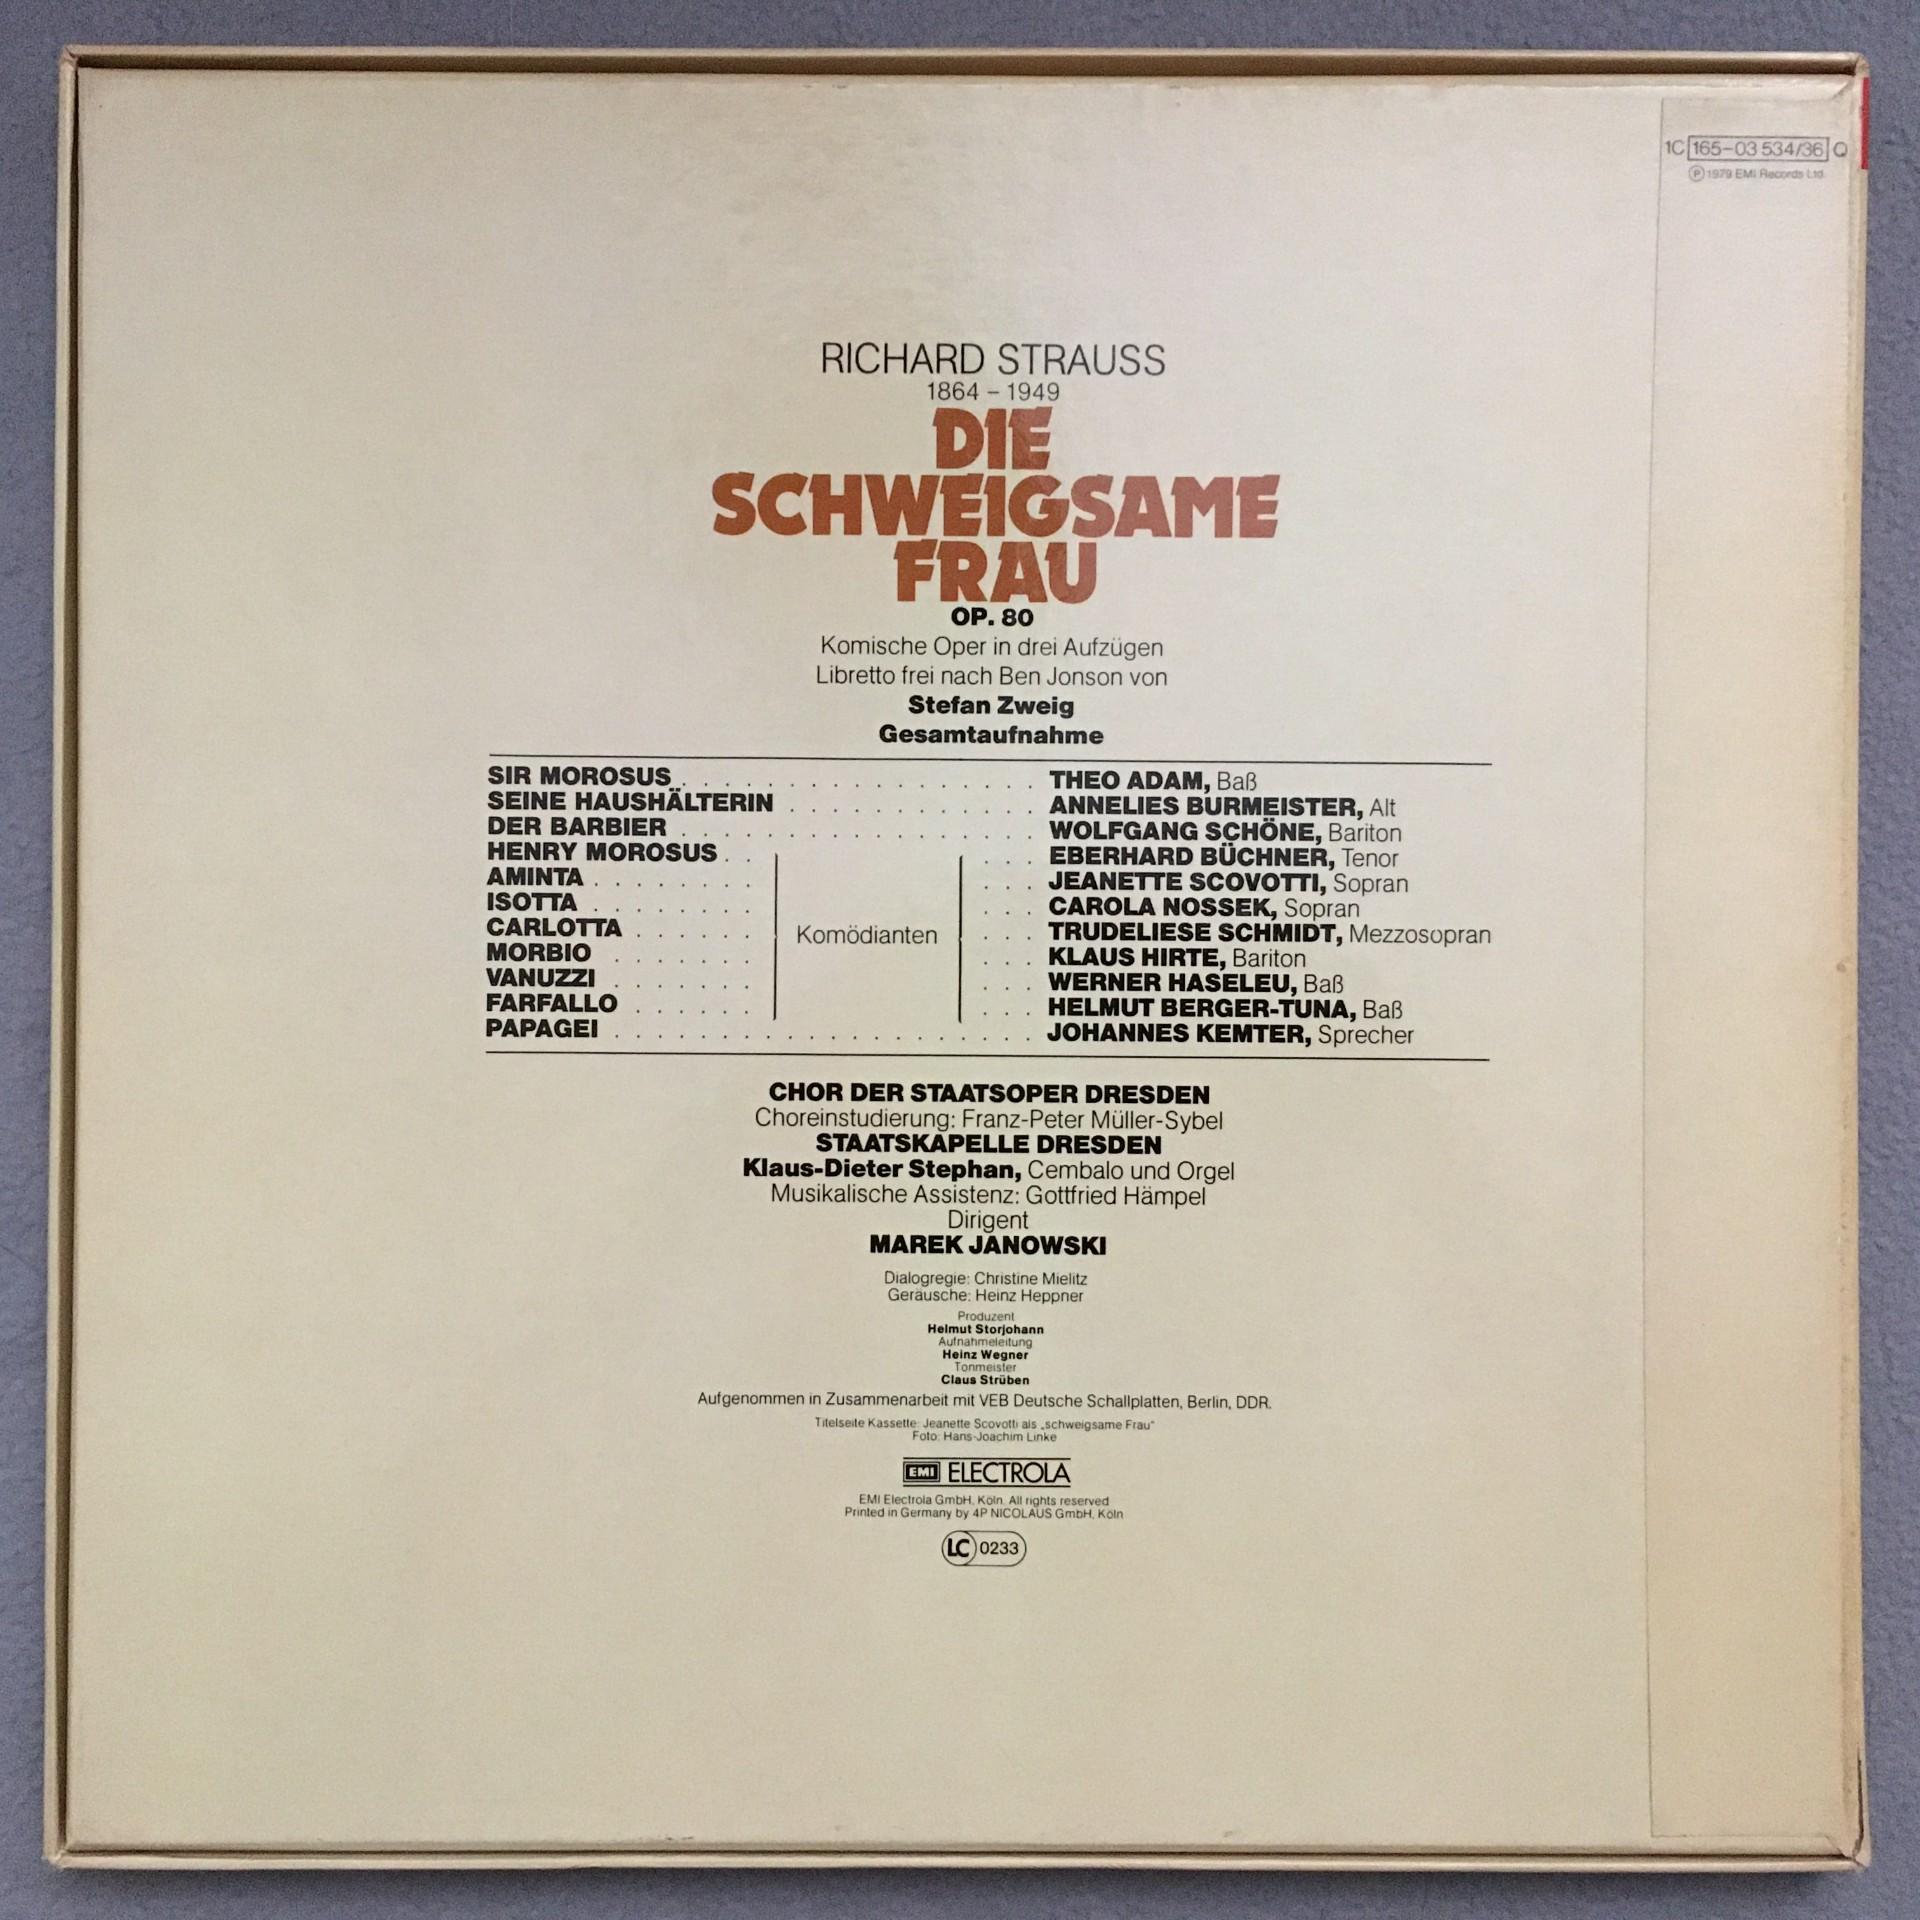 1C 165-03 534/36 Q
Ⓟ 1979 EMI Records Ltd.
RICHARD STRAUSS
1864 – 1949
DIE
SCHWEIGSAME
FRAU
OP. 80
Komische Oper in drei Aufzügen
Libretto frei nach Ben Jonson von
Stefan Zweig
Gesamtaufnahme
SIR MOROSUS . . . . . . . . . . . . . . . . . THEO ADAM, Baß
SEINE HAUSHÄLTERIN . . . . . . . . . . . . ANNELIES BURMEISTER, Alt
DER BARBIER . . . . . . . . . . . . . . . . . WOLFGANG SCHÖNE, Bariton
HENRY MOROSUS . . . . . EBERHARD BÜCHNER, Tenor
AMINTA . . . . . . . . . . . JEANETTE SCOVOTTI, Sopran
ISOTTA . . . . . . . . . . . CAROLA NOSSEK, Sopran
CARLOTTA . . . . . . Komödianten . . . TRUDELIESE SCHMIDT, Mezzosopran
MORBIO . . . . . . . . . . KLAUS HIRTE, Bariton
VANUZZI . . . . . . . . . . WERNER HASELEU, Baß
FARFALLO . . . . . . . . . HELMUT BERGER-TUNA, Baß
PAPAGEI . . . . . . . . . . . . . . . . . . . . JOHANNES KEMTER, Sprecher
CHOR DER STAATSOPER DRESDEN
Choreinstudierung: Franz-Peter Müller-Sybel
STAATSKAPELLE DRESDEN
Klaus-Dieter Stephan, Cembalo und Orgel
Musikalische Assistenz: Gottfried Hämpel
Dirigent
MAREK JANOWSKI
Dialogregie: Christine Mielitz
Geräusche: Heinz Heppner
Produzent
Helmut Storjohann
Aufnahmeleitung
Heinz Wegner
Tonmeister
Claus Strüben
Aufgenommen in Zusammenarbeit mit VEB Deutsche Schallplatten, Berlin, DDR.
Titelseite Kassette: Jeanette Scovotti als „schweigsame Frau“
Foto: Hans-Joachim Linke
EMI ELECTROLA
EMI Electrola GmbH, Köln. All rights reserved
Printed in Germany by 4P NICOLAUS GmbH, Köln
LC 0233